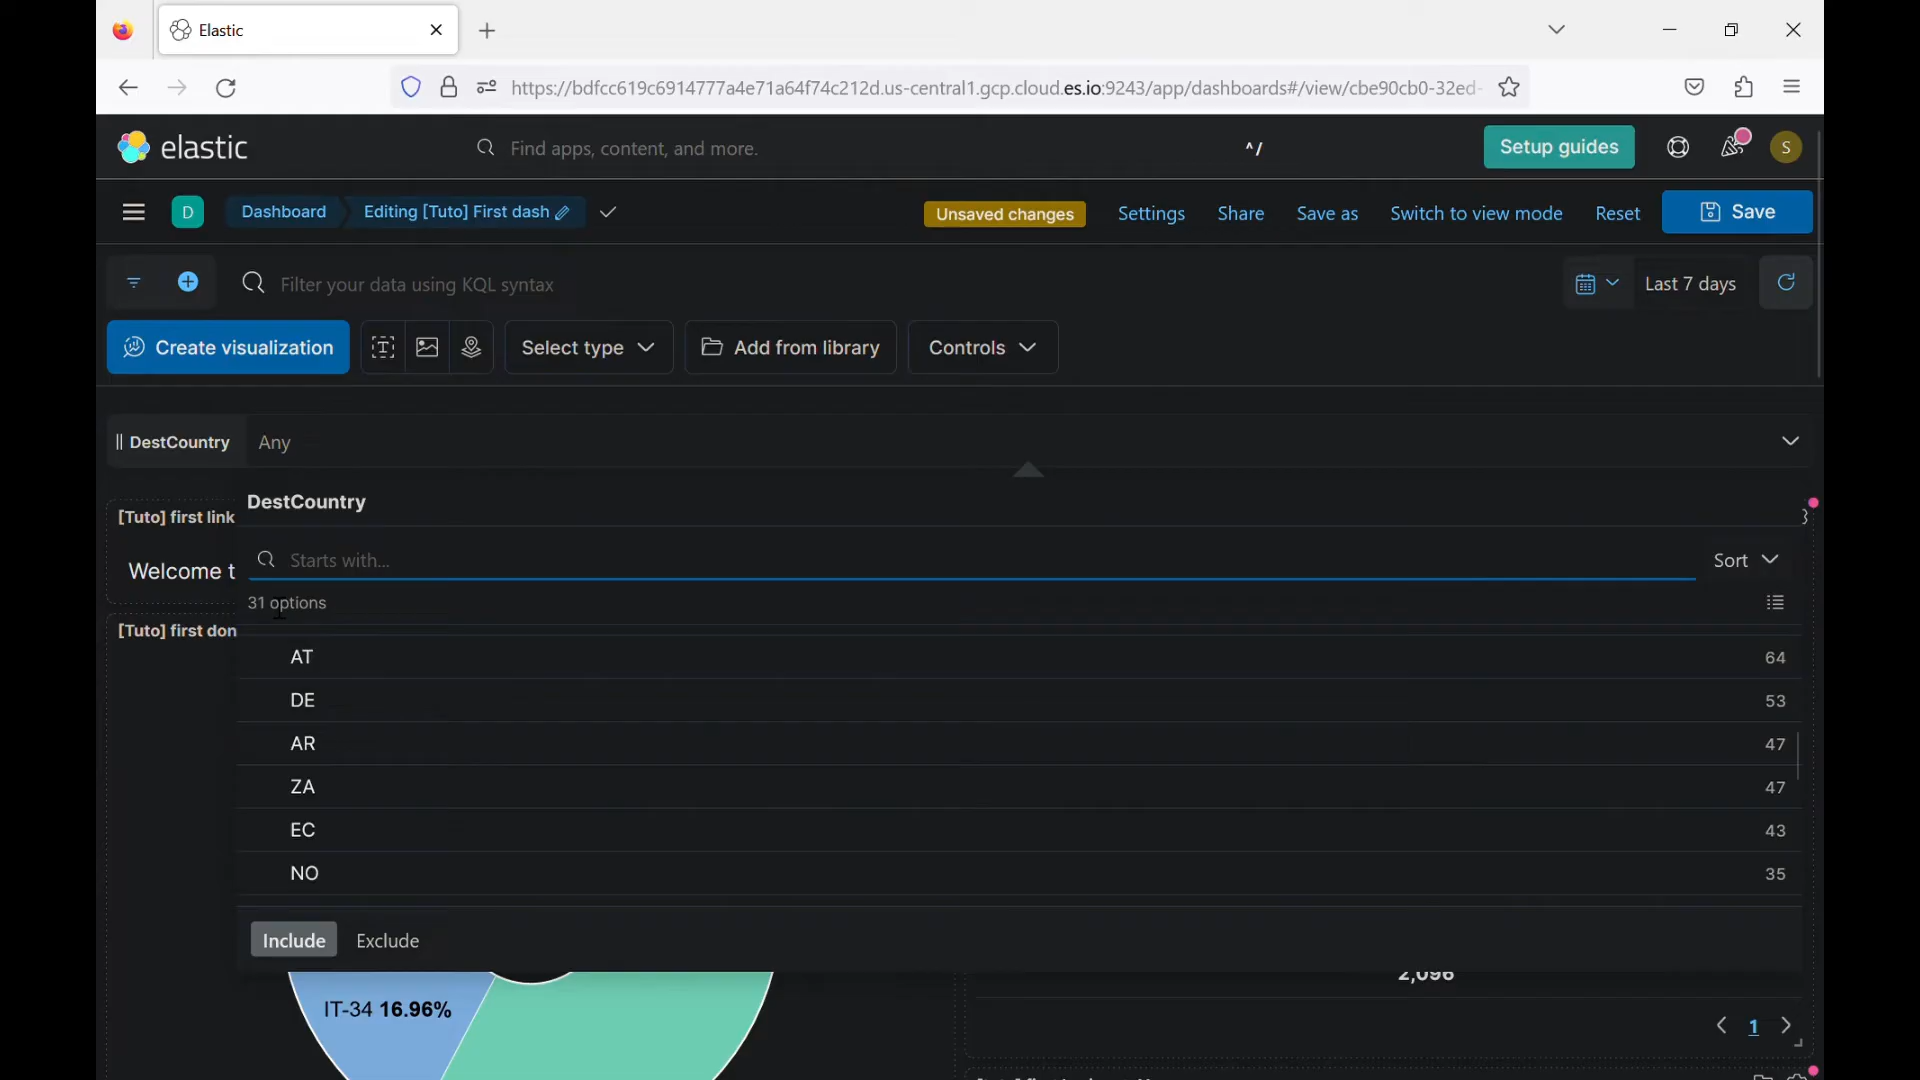 Elastic
https://bdfcc619c6914777a4e71a64f74c212d.us-central1.gcp.cloud.es.io:9243/app/dashboards#/view/cbe90cb0-32ed-
elastic
Find apps, content, and more.
^/
Setup guides
S
D
Dashboard
Editing [Tuto] First dash
Unsaved changes
Settings
Share
Save as
Switch to view mode
Reset
Save
Filter your data using KQL syntax
Last 7 days
Create visualization
Select type
Add from library
Controls
DestCountry
Any
DestCountry
[Tuto] first link
Starts with...
Sort
Welcome t
31 options
[Tuto] first don
AT 64
DE 53
AR 47
ZA 47
EC 43
NO 35
Include
Exclude
2,096
IT-34 16.96%
1